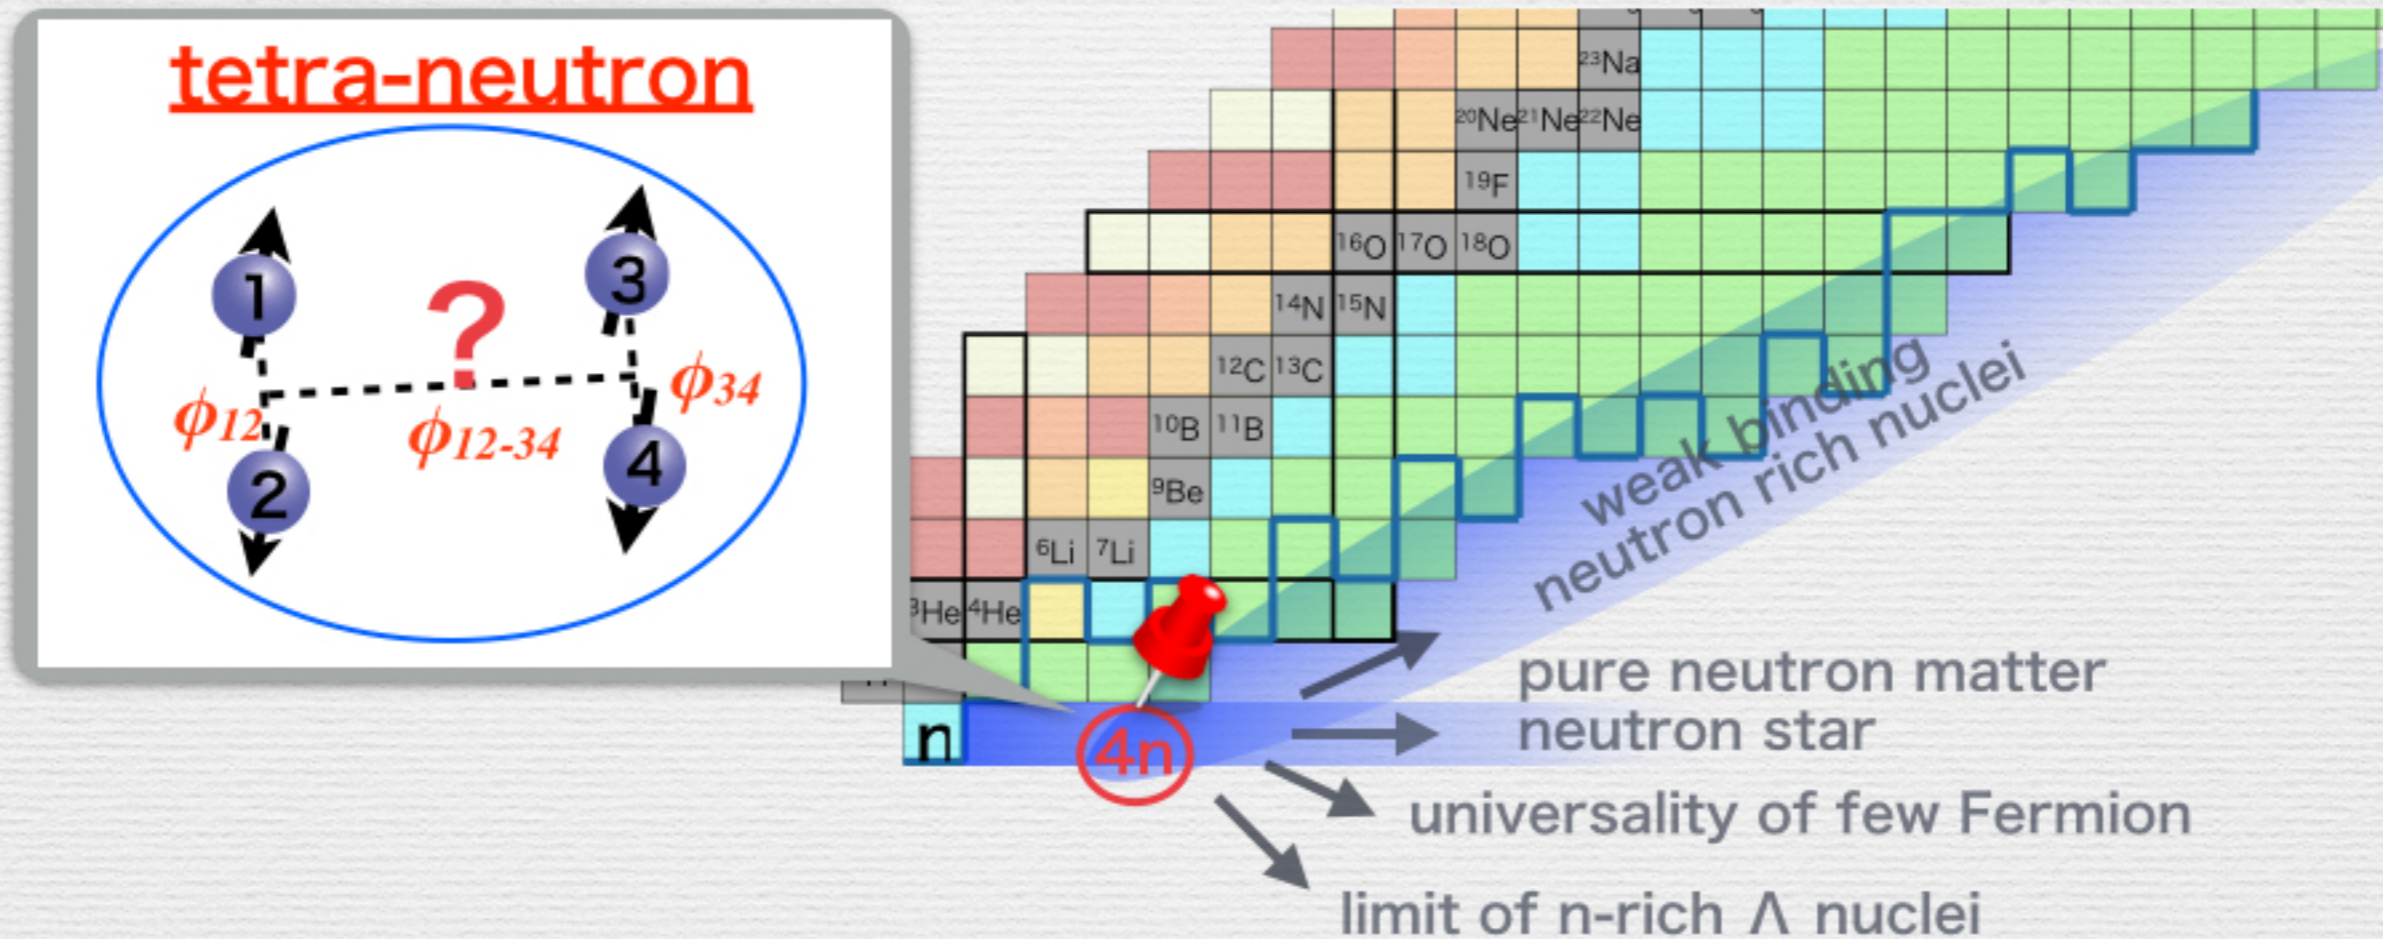 tetra-neutron
1
3
?
ϕ12
ϕ34
ϕ12-34
2
4
23Na
20Ne 21Ne 22Ne
19F
16O 17O 18O
14N 15N
12C 13C
10B 11B
9Be
6Li 7Li
3He 4He
n
4n
weak binding
neutron rich nuclei
pure neutron matter
neutron star
universality of few Fermion
limit of n-rich Λ nuclei